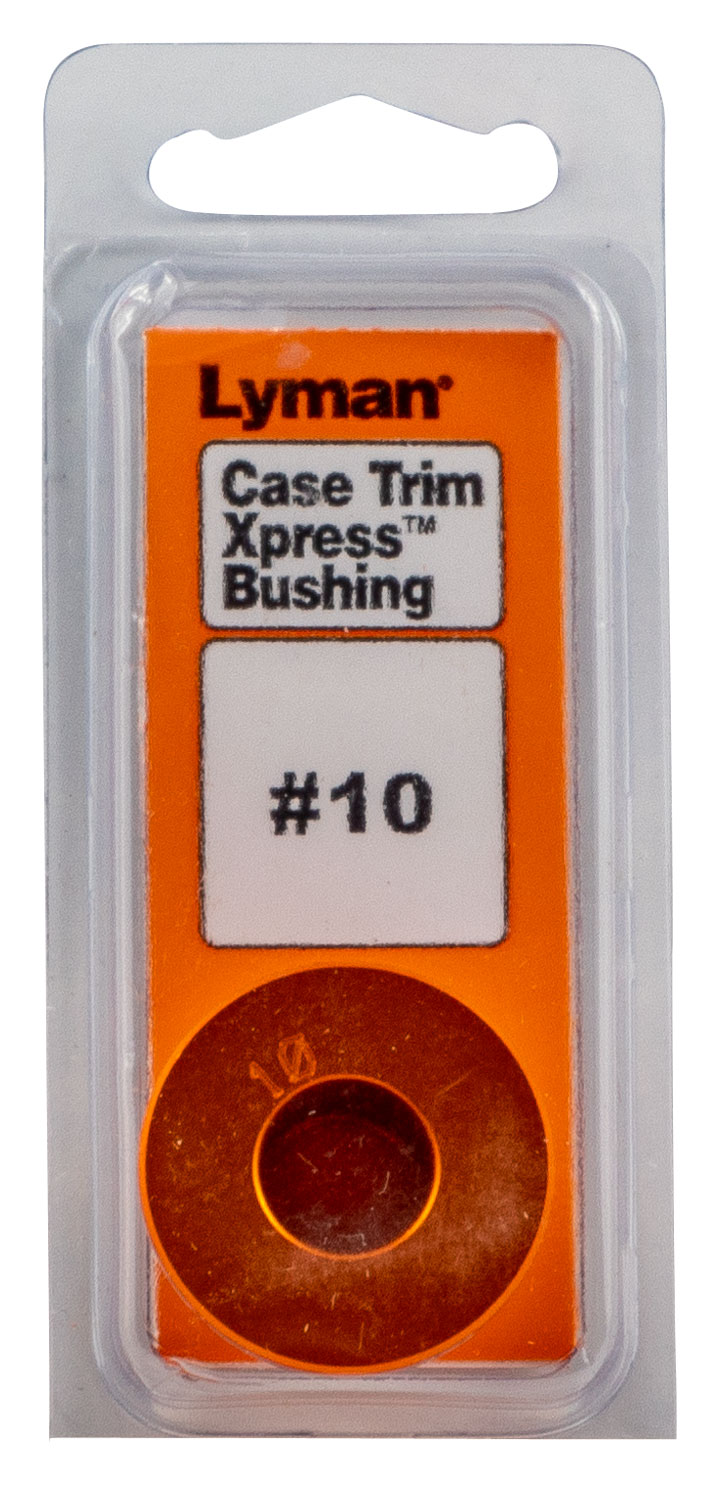 Lyman®
Case Trim
Xpress™
Bushing
#10
10